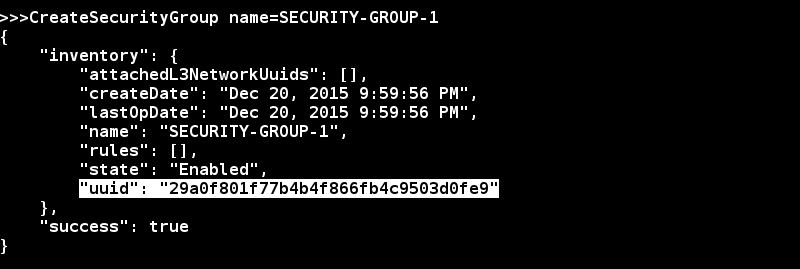 >>>CreateSecurityGroup name=SECURITY-GROUP-1
{
    "inventory": {
        "attachedL3NetworkUuids": [],
        "createDate": "Dec 20, 2015 9:59:56 PM",
        "lastOpDate": "Dec 20, 2015 9:59:56 PM",
        "name": "SECURITY-GROUP-1",
        "rules": [],
        "state": "Enabled",
        "uuid": "29a0f801f77b4b4f866fb4c9503d0fe9"
    },
    "success": true
}